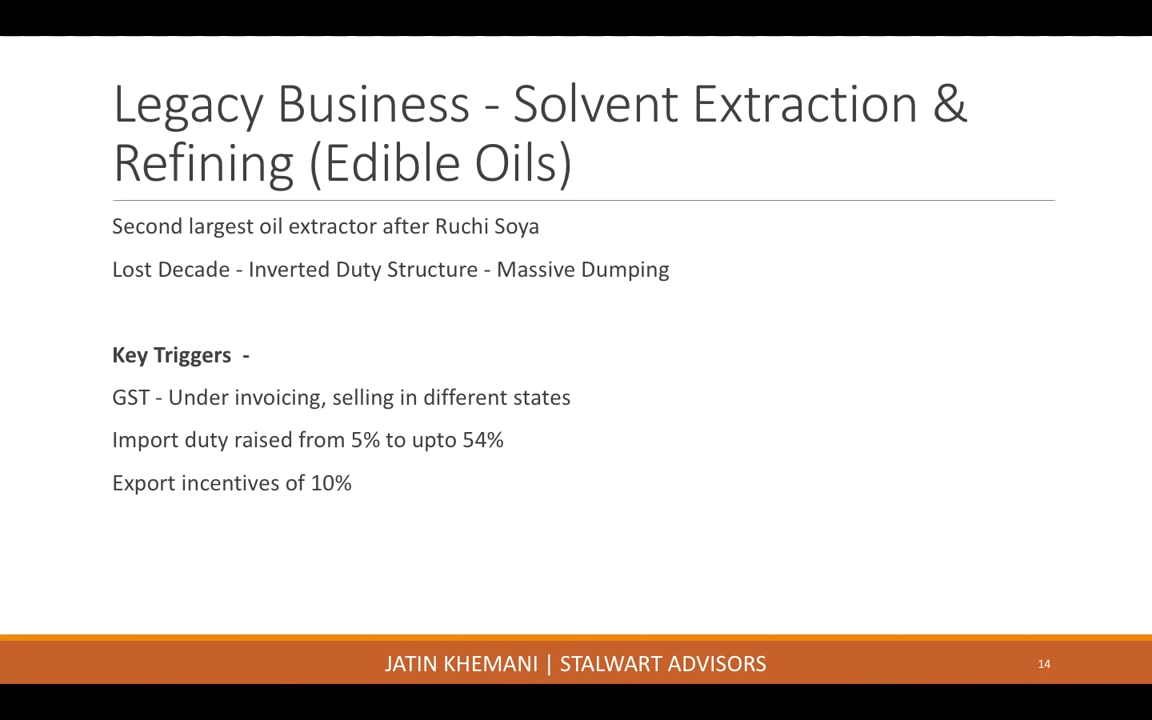 Legacy Business - Solvent Extraction &
Refining (Edible Oils)
Second largest oil extractor after Ruchi Soya
Lost Decade - Inverted Duty Structure - Massive Dumping
Key Triggers -
GST - Under invoicing, selling in different states
Import duty raised from 5% to upto 54%
Export incentives of 10%
JATIN KHEMANI | STALWART ADVISORS
14